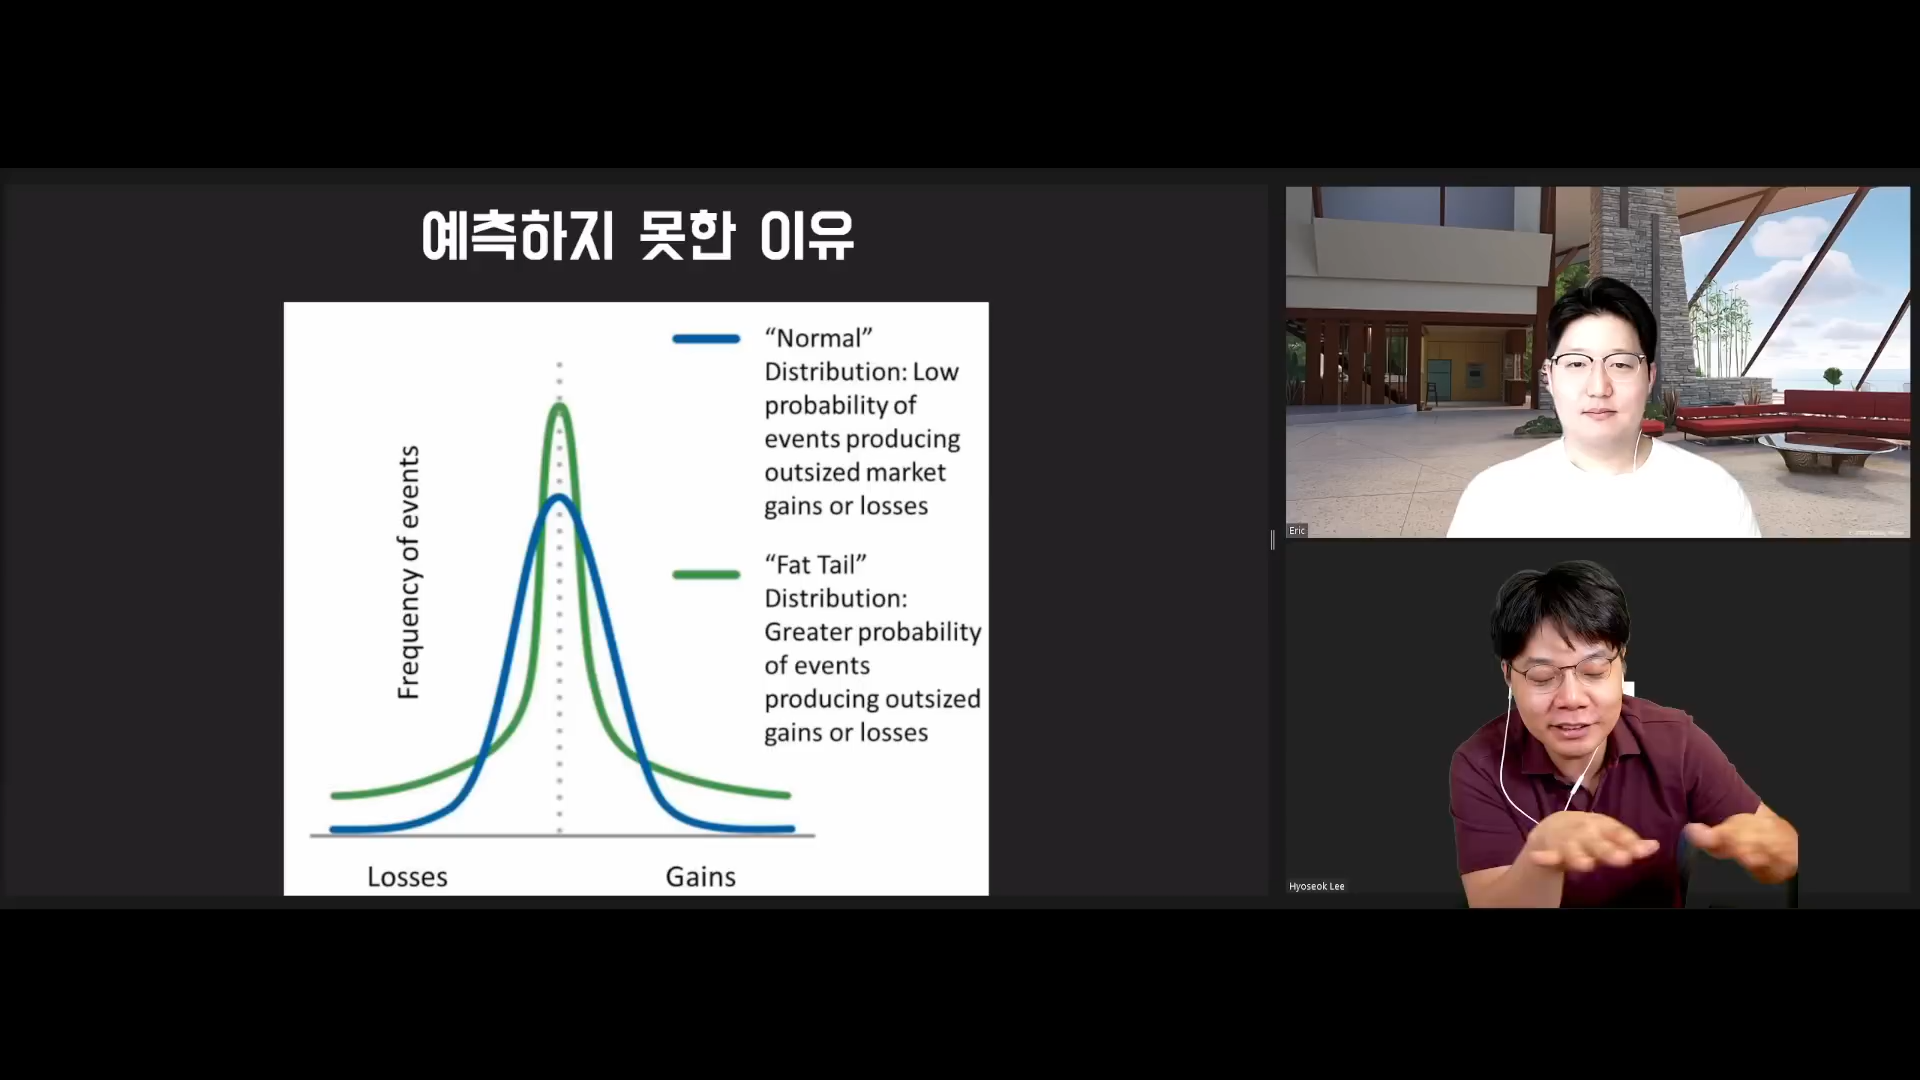 예측하지 못한 이유
Frequency of events
“Normal”
Distribution: Low
probability of
events producing
outsized market
gains or losses
“Fat Tail”
Distribution:
Greater probability
of events
producing outsized
gains or losses
Losses
Gains
Eric
Hyoseok Lee